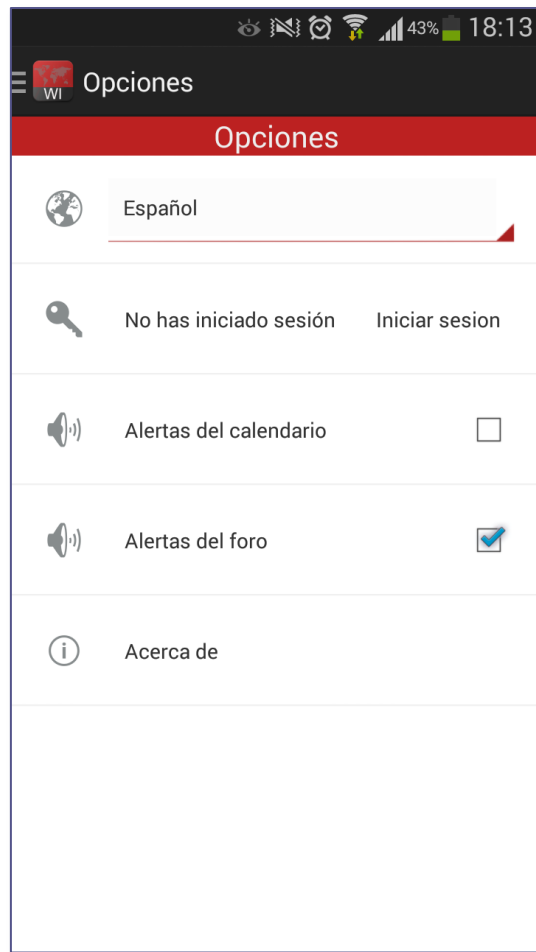 43% 18:13
WI Opciones
Opciones
Español
No has iniciado sesión Iniciar sesion
Alertas del calendario
Alertas del foro
Acerca de